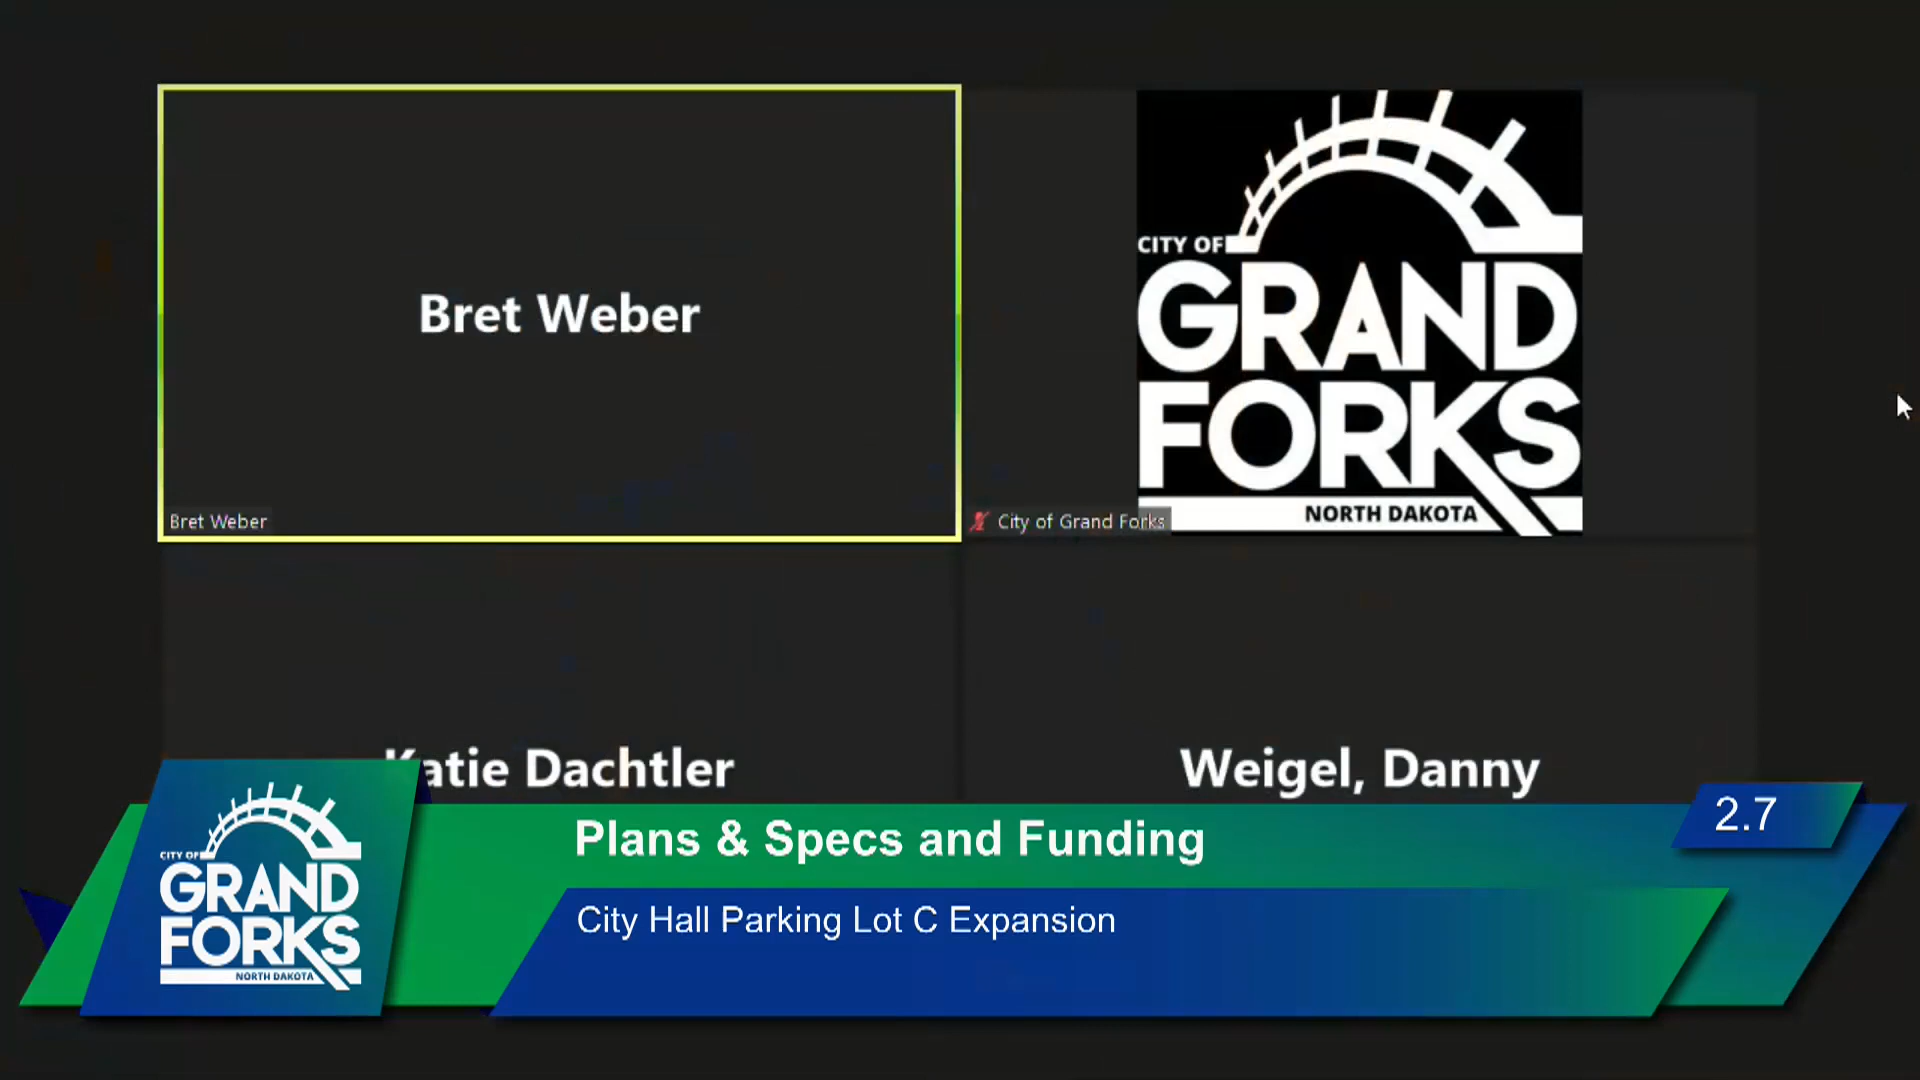 Bret Weber
Bret Weber
CITY OF
GRAND
FORKS
NORTH DAKOTA
City of Grand Forks
Katie Dachtler
Weigel, Danny
2.7
Plans & Specs and Funding
City Hall Parking Lot C Expansion
CITY OF
GRAND
FORKS
NORTH DAKOTA